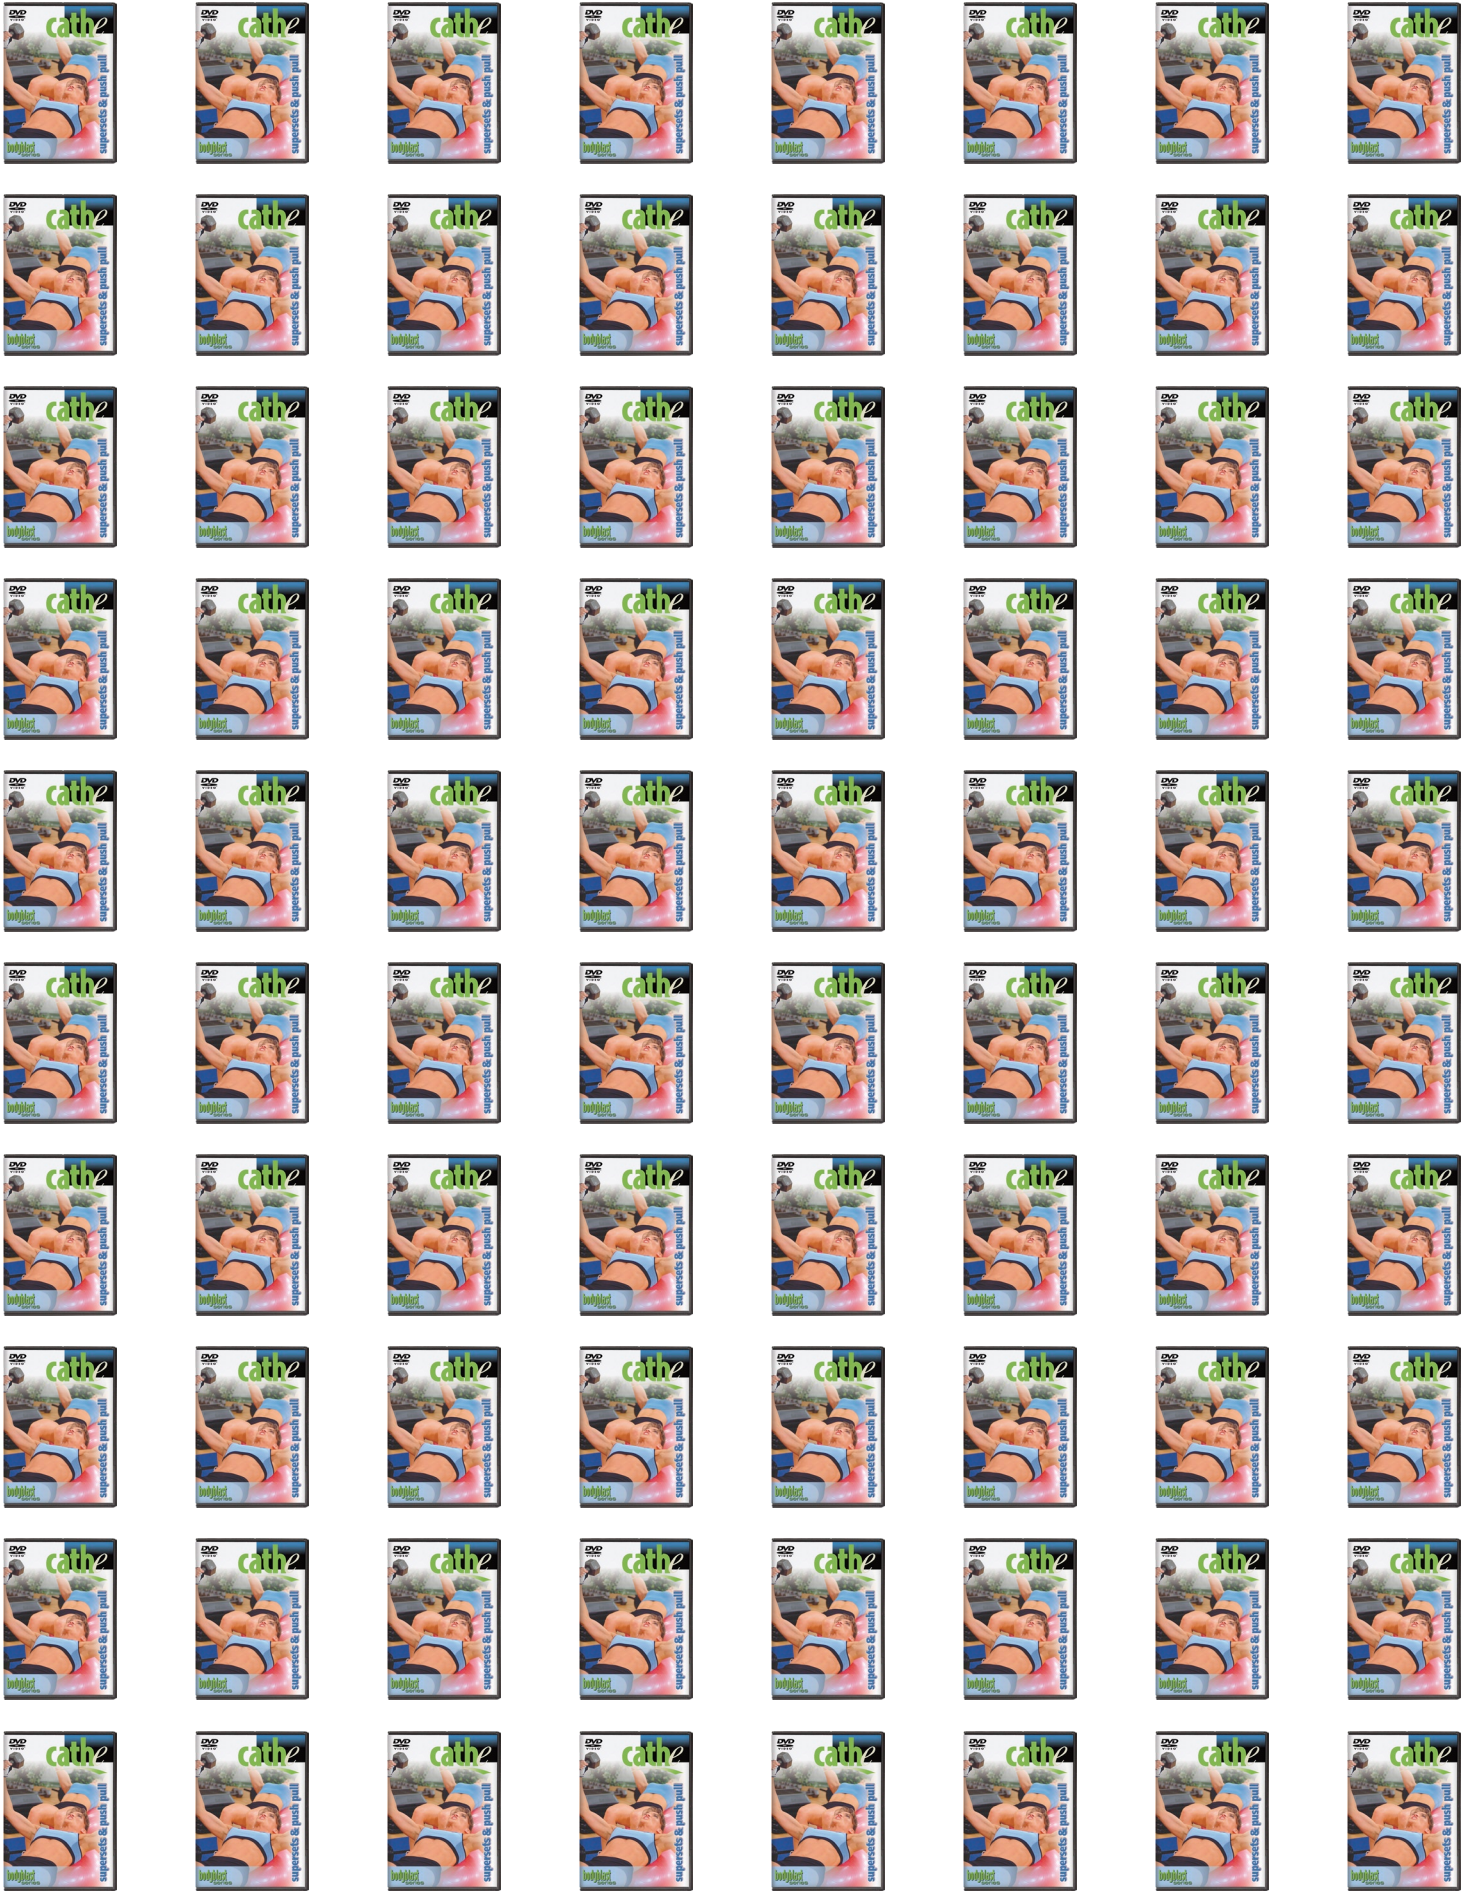 DVD
VIDEO
cathe
supersets & push pull
bodyblast
series